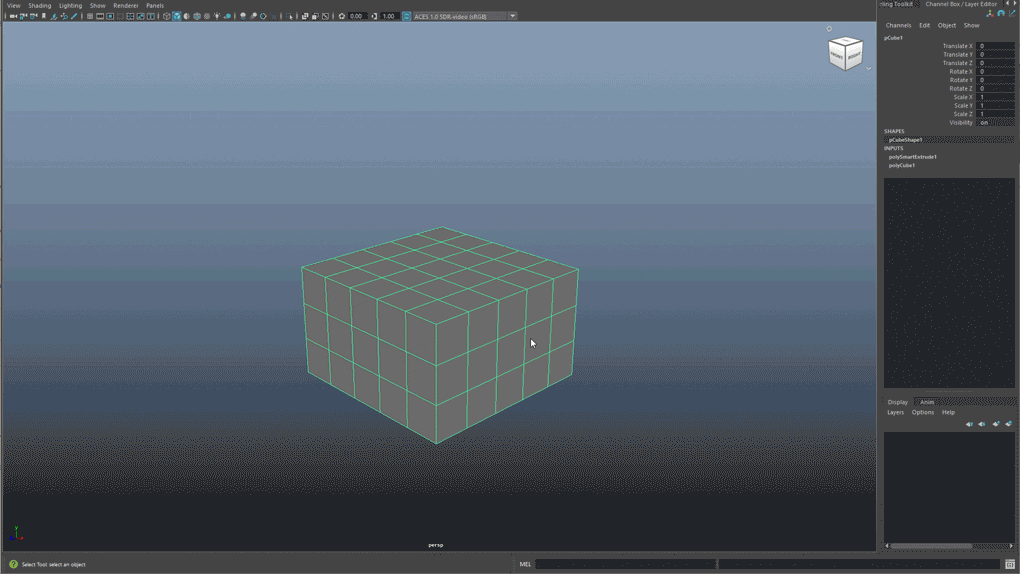 View Shading Lighting Show Renderer Panels
0.00 1.00 ACES 1.0 SDR-video (sRGB)
ling Toolkit Channel Box / Layer Editor
Channels Edit Object Show
pCube1
Translate X 0
Translate Y 0
Translate Z 0
Rotate X 0
Rotate Y 0
Rotate Z 0
Scale X 1
Scale Y 1
Scale Z 1
Visibility on
SHAPES
pCubeShape1
INPUTS
polySmartExtrude1
polyCube1
FRONT RIGHT
Display Anim
Layers Options Help
y
persp
Select Tool: select an object
MEL